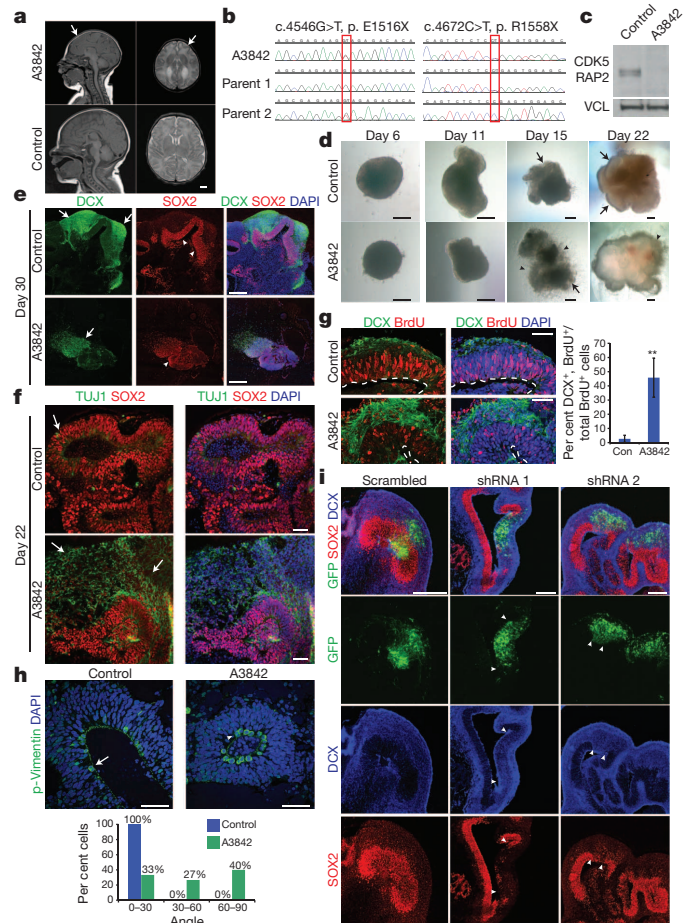 a
A3842
Control
b
c.4546G>T, p. E1516X
c.4672C>T, p. R1558X
A3842
Parent 1
Parent 2
c
Control
A3842
CDK5
RAP2
VCL
d
Day 6
Day 11
Day 15
Day 22
Control
A3842
e
DCX
SOX2
DCX SOX2 DAPI
Day 30
Control
A3842
f
TUJ1 SOX2
TUJ1 SOX2 DAPI
Day 22
Control
A3842
g
DCX BrdU
DCX BrdU DAPI
Control
A3842
Per cent DCX+, BrdU+/
total BrdU+ cells
70
60
50
40
30
20
10
0
**
Con
A3842
h
Control
A3842
p-Vimentin DAPI
Per cent cells
100
80
60
40
20
0
100%
33%
0%
27%
0%
40%
Control
A3842
0–30
30–60
60–90
Angle
i
Scrambled
shRNA 1
shRNA 2
GFP SOX2 DCX
GFP
DCX
SOX2